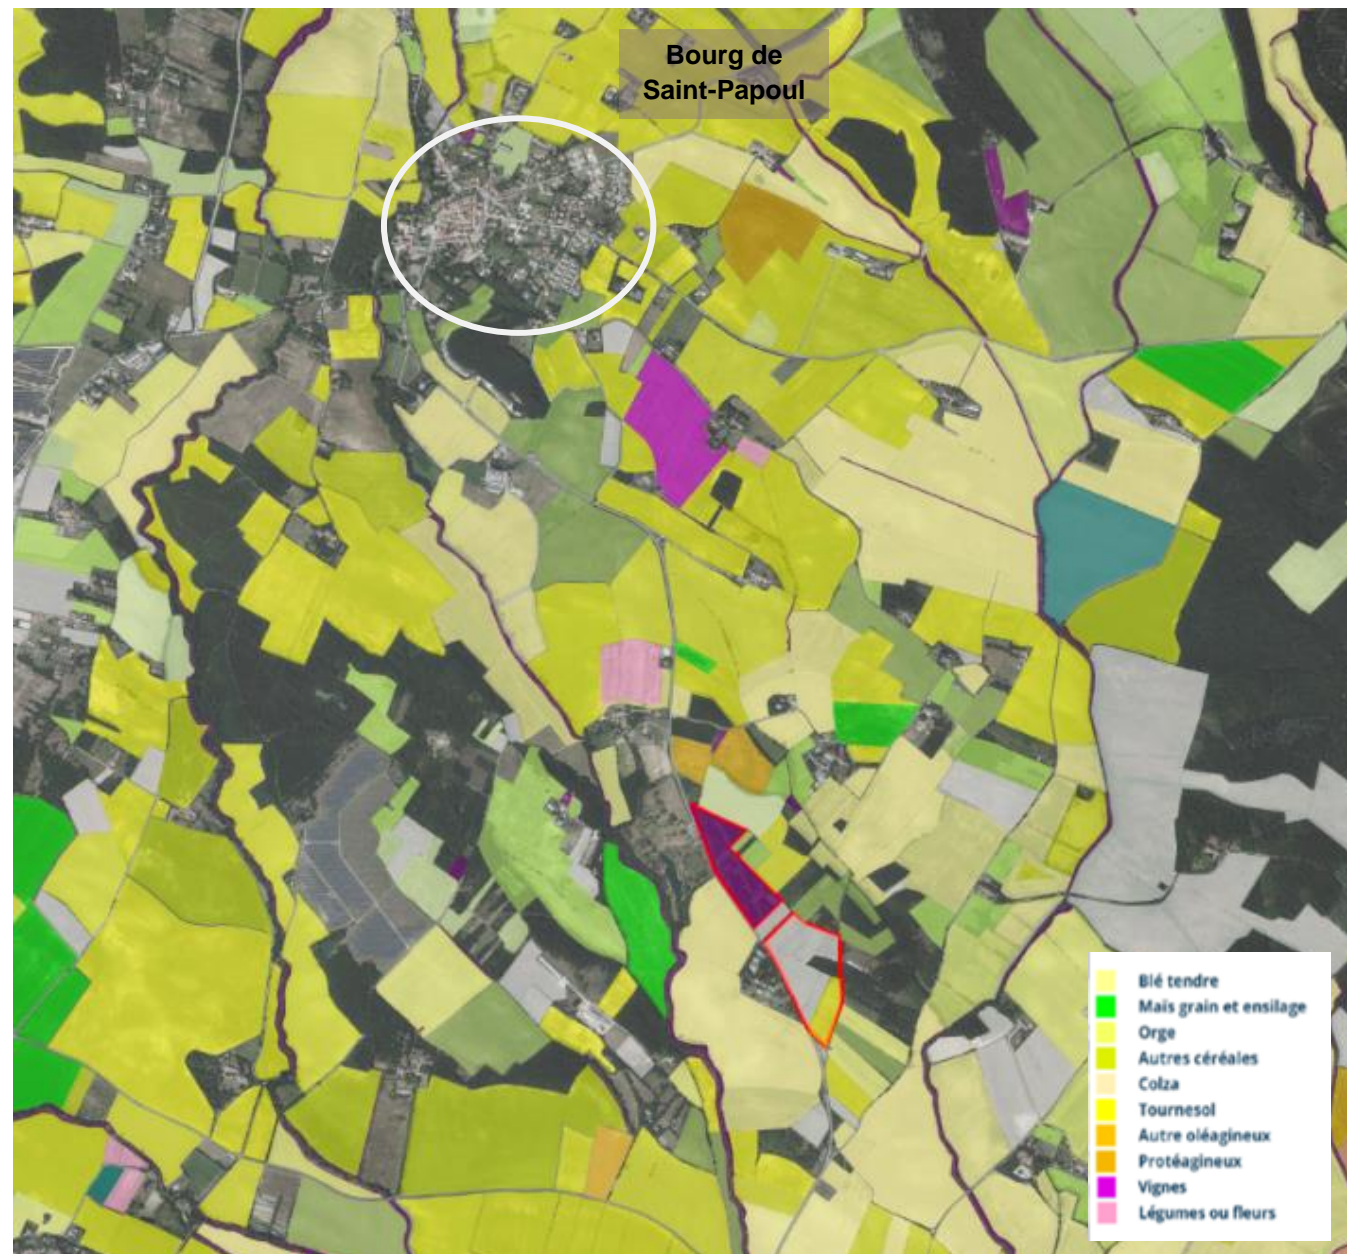 Bourg de
Saint-Papoul
Blé tendre
Maïs grain et ensilage
Orge
Autres céréales
Colza
Tournesol
Autre oléagineux
Protéagineux
Vignes
Légumes ou fleurs